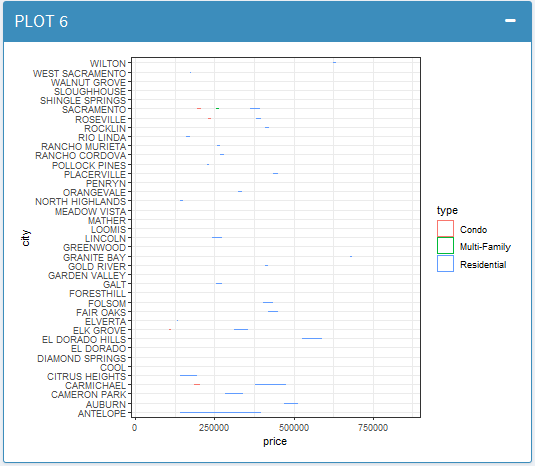 PLOT 6
WILTON
WEST SACRAMENTO
WALNUT GROVE
SLOUGHHOUSE
SHINGLE SPRINGS
SACRAMENTO
ROSEVILLE
ROCKLIN
RIO LINDA
RANCHO MURIETA
RANCHO CORDOVA
POLLOCK PINES
PLACERVILLE
PENRYN
ORANGEVALE
NORTH HIGHLANDS
MEADOW VISTA
MATHER
LOOMIS
LINCOLN
GREENWOOD
GRANITE BAY
GOLD RIVER
GARDEN VALLEY
GALT
FORESTHILL
FOLSOM
FAIR OAKS
ELVERTA
ELK GROVE
EL DORADO HILLS
EL DORADO
DIAMOND SPRINGS
COOL
CITRUS HEIGHTS
CARMICHAEL
CAMERON PARK
AUBURN
ANTELOPE
city
0 250000 500000 750000
price
type
Condo
Multi-Family
Residential